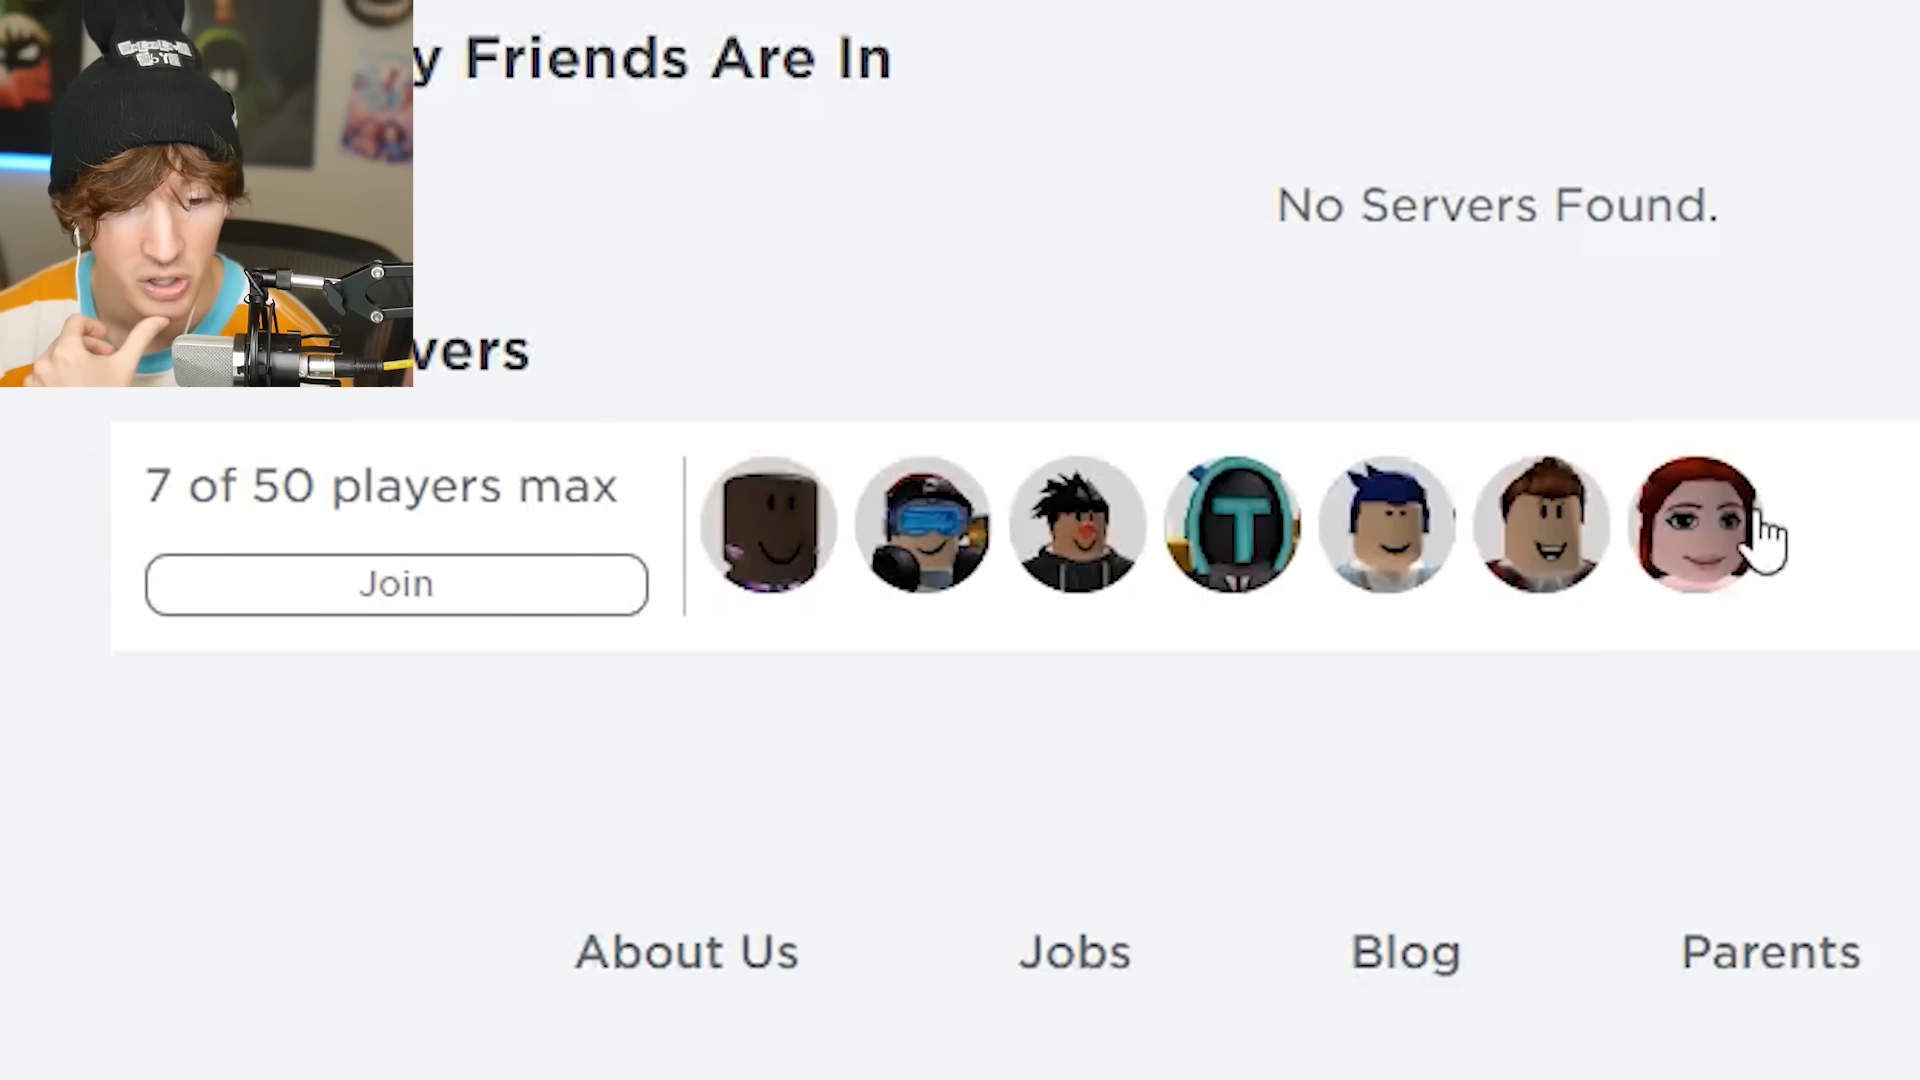 y Friends Are In
No Servers Found.
vers
7 of 50 players max
Join
T
About Us
Jobs
Blog
Parents